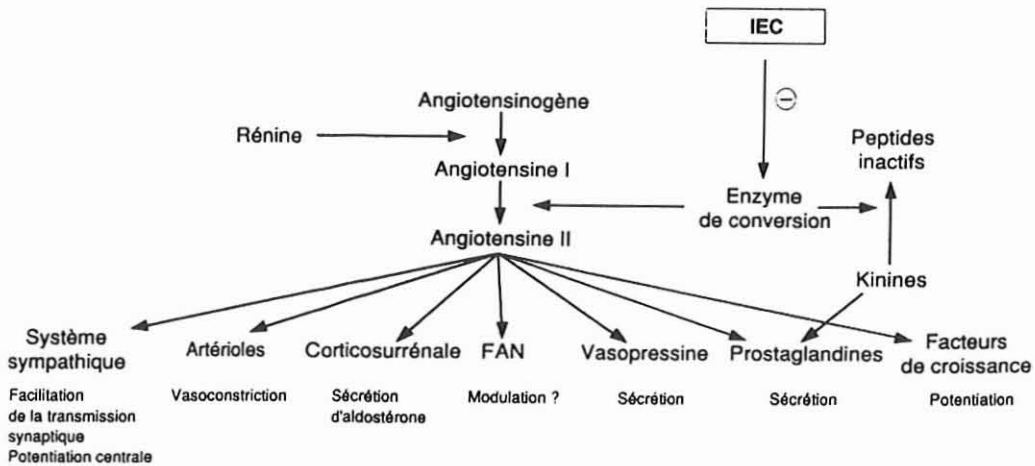 IEC
⊖
Angiotensinogène
Rénine
Peptides
inactifs
Angiotensine I
Enzyme
de conversion
Angiotensine II
Kinines
Système
sympathique
Artérioles
Corticosurrénale
FAN
Vasopressine
Prostaglandines
Facteurs
de croissance
Facilitation
de la transmission
synaptique
Potentiation centrale
Vasoconstriction
Sécrétion
d'aldostérone
Modulation ?
Sécrétion
Sécrétion
Potentiation